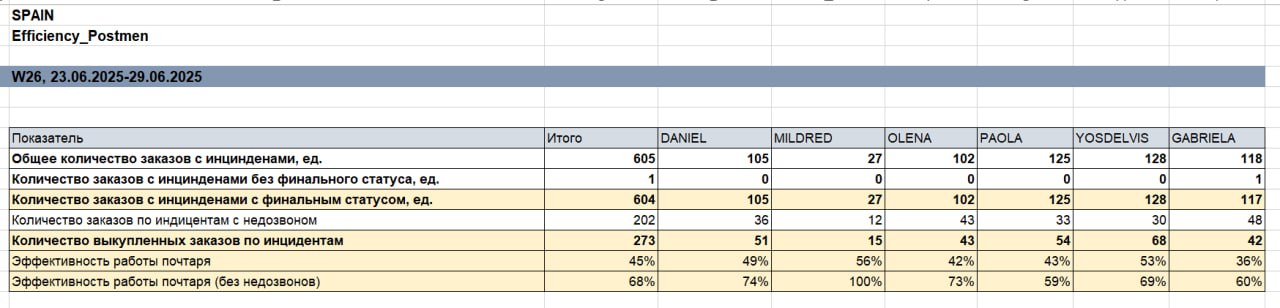 SPAIN
Efficiency_Postmen
W26, 23.06.2025-29.06.2025
Показатель Итого DANIEL MILDRED OLENA PAOLA YOSDELVIS GABRIELA
Общее количество заказов с инцинденами, ед. 605 105 27 102 125 128 118
Количество заказов с инцинденами без финального статуса, ед. 1 0 0 0 0 0 1
Количество заказов с инцинденами с финальным статусом, ед. 604 105 27 102 125 128 117
Количество заказов по индицентам с недозвоном 202 36 12 43 33 30 48
Количество выкупленных заказов по инцидентам 273 51 15 43 54 68 42
Эффективность работы почтаря 45% 49% 56% 42% 43% 53% 36%
Эффективность работы почтаря (без недозвонов) 68% 74% 100% 73% 59% 69% 60%